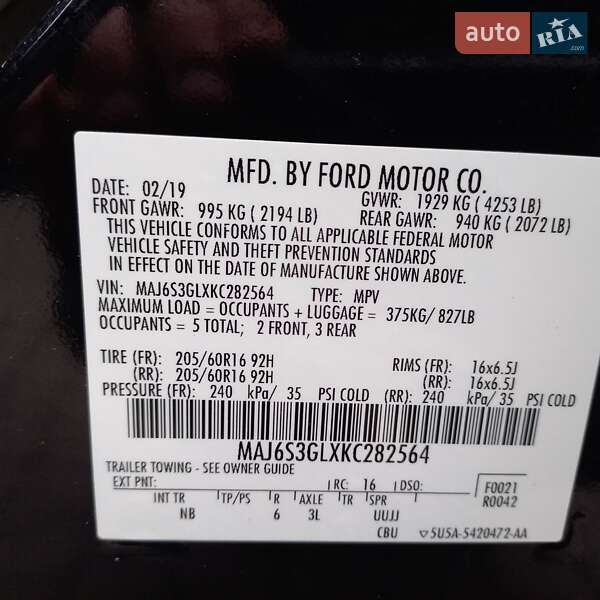 auto RIA.com
MFD. BY FORD MOTOR CO.
DATE: 02/19 GVWR: 1929 KG ( 4253 LB)
FRONT GAWR: 995 KG ( 2194 LB) REAR GAWR: 940 KG ( 2072 LB)
THIS VEHICLE CONFORMS TO ALL APPLICABLE FEDERAL MOTOR
VEHICLE SAFETY AND THEFT PREVENTION STANDARDS
IN EFFECT ON THE DATE OF MANUFACTURE SHOWN ABOVE.
VIN: MAJ6S3GLXKC282564 TYPE: MPV
MAXIMUM LOAD = OCCUPANTS + LUGGAGE = 375KG/ 827LB
OCCUPANTS = 5 TOTAL; 2 FRONT, 3 REAR
TIRE (FR): 205/60R16 92H RIMS (FR): 16x6.5J
(RR): 205/60R16 92H (RR): 16x6.5J
PRESSURE (FR): 240 kPa/ 35 PSI COLD (RR): 240 kPa/ 35 PSI COLD
MAJ6S3GLXKC282564
TRAILER TOWING - SEE OWNER GUIDE
EXT PNT: RC: 16 DSO: F0021
R0042
INT TR TP/PS R AXLE TR SPR
NB 6 3L UUJJ
CBU 5U5A-5420472-AA